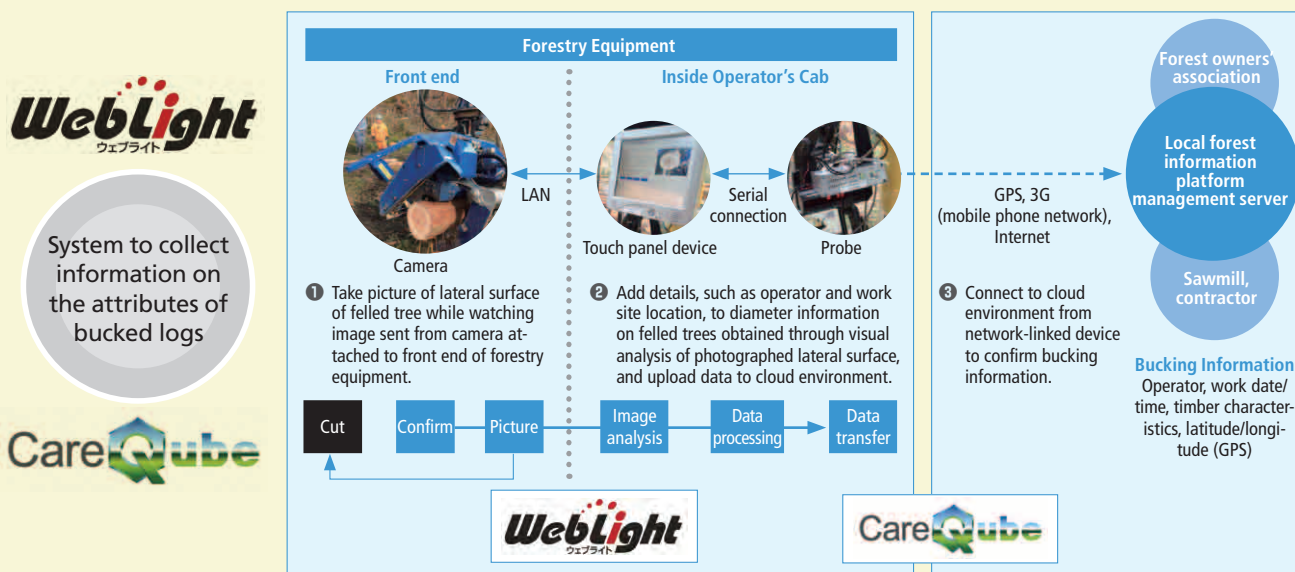 WebLight
ウェブライト
System to collect
information on
the attributes of
bucked logs
CareQube
Forestry Equipment
Front end
Inside Operator's Cab
LAN
Serial
connection
Camera
Touch panel device
Probe
❶ Take picture of lateral surface
of felled tree while watching
image sent from camera at-
tached to front end of forestry
equipment.
❷ Add details, such as operator and work
site location, to diameter information
on felled trees obtained through visual
analysis of photographed lateral surface,
and upload data to cloud environment.
Cut
Confirm
Picture
Image
analysis
Data
processing
Data
transfer
WebLight
ウェブライト
CareQube
GPS, 3G
(mobile phone network),
Internet
❸ Connect to cloud
environment from
network-linked device
to confirm bucking
information.
Forest owners'
association
Local forest
information
platform
management server
Sawmill,
contractor
Bucking Information
Operator, work date/
time, timber character-
istics, latitude/longi-
tude (GPS)